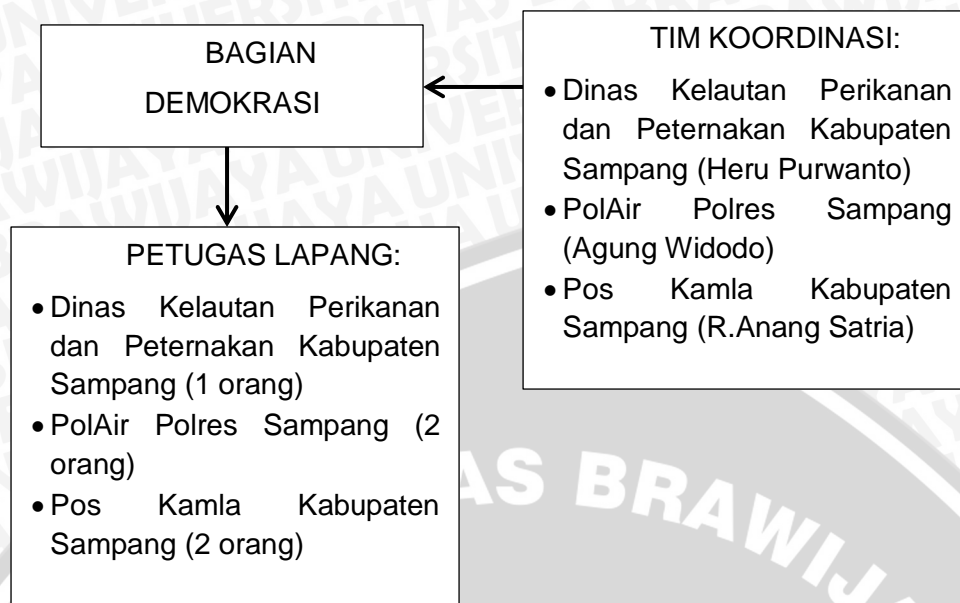 BAGIAN
DEMOKRASI
TIM KOORDINASI:
• Dinas Kelautan Perikanan
dan Peternakan Kabupaten
Sampang (Heru Purwanto)
• PolAir Polres Sampang
(Agung Widodo)
• Pos Kamla Kabupaten
Sampang (R.Anang Satria)
PETUGAS LAPANG:
• Dinas Kelautan Perikanan
dan Peternakan Kabupaten
Sampang (1 orang)
• PolAir Polres Sampang (2
orang)
• Pos Kamla Kabupaten
Sampang (2 orang)
AS BRAWIJA